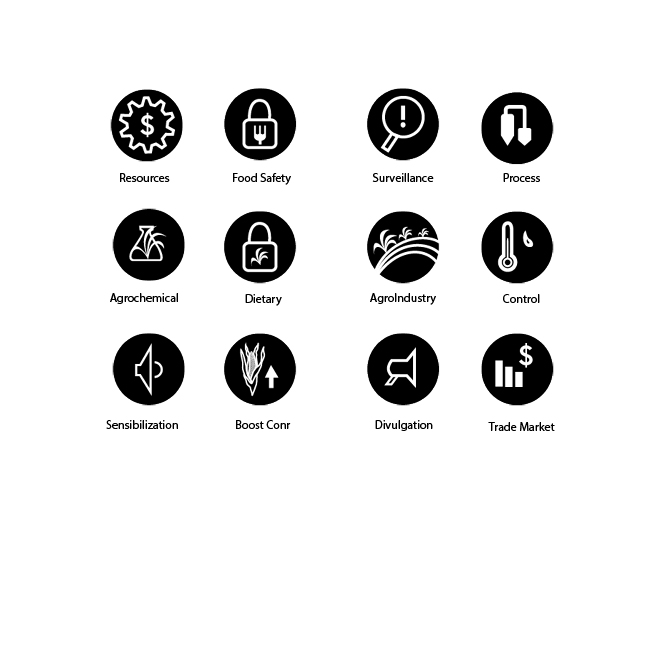 $
!
Resources
Food Safety
Surveillance
Process
Agrochemical
Dietary
AgroIndustry
Control
$
Sensibilization
Boost Conr
Divulgation
Trade Market